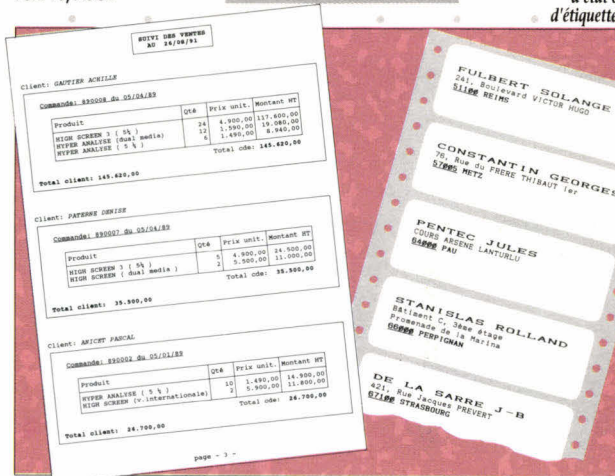 d'étiquette
SUIVI DES VENTES
AU 26/08/91
Client: GAUTIER ACHILLE
Commande: 890008 du 05/04/89
Produit Qté Prix unit. Montant HT
HIGH SCREEN 3 ( 5¼ ) 24 4.900,00 117.600,00
HYPER ANALYSE (dual media) 12 1.590,00 19.080,00
HYPER ANALYSE ( 5 ¼ ) 6 1.490,00 8.940,00
Total cde: 145.620,00
Total client: 145.620,00
Client: PATERNE DENISE
Commande: 890007 du 05/04/89
Produit Qté Prix unit. Montant HT
HIGH SCREEN 3 ( 5¼ ) 5 4.900,00 24.500,00
HIGH SCREEN ( dual media ) 2 5.500,00 11.000,00
Total cde: 35.500,00
Total client: 35.500,00
Client: ANICET PASCAL
Commande: 890002 du 05/01/89
Produit Qté Prix unit. Montant HT
HYPER ANALYSE ( 5 ¼ ) 10 1.490,00 14.900,00
HIGH SCREEN (v.internationale) 2 5.900,00 11.800,00
Total cde: 26.700,00
Total client: 26.700,00
page - 3 -
FULBERT SOLANGE
241, Boulevard VICTOR HUGO
51100 REIMS
CONSTANTIN GEORGES
78, Rue du FRERE THIBAUT 1er
57005 METZ
PENTEC JULES
COURS ARSENE LANTURLU
64000 PAU
STANISLAS ROLLAND
Bâtiment C, 3ème étage
Promenade de la Marina
66000 PERPIGNAN
DE LA SARRE J-B
421, Rue Jacques PREVERT
67100 STRASBOURG